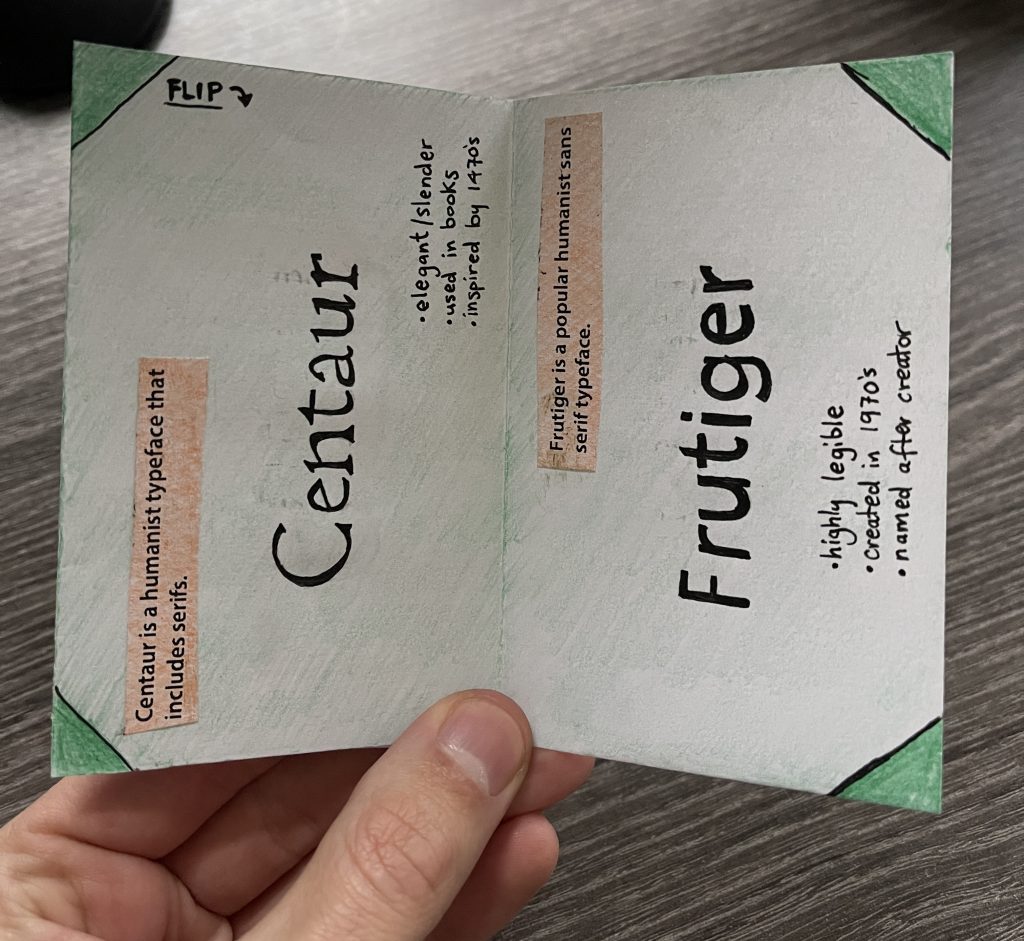 FLIP
Centaur is a humanist typeface that
includes serifs.
Centaur
• elegant/slender
• used in books
• inspired by 1470's
Frutiger is a popular humanist sans
serif typeface.
Frutiger
• highly legible
• created in 1970's
• named after creator